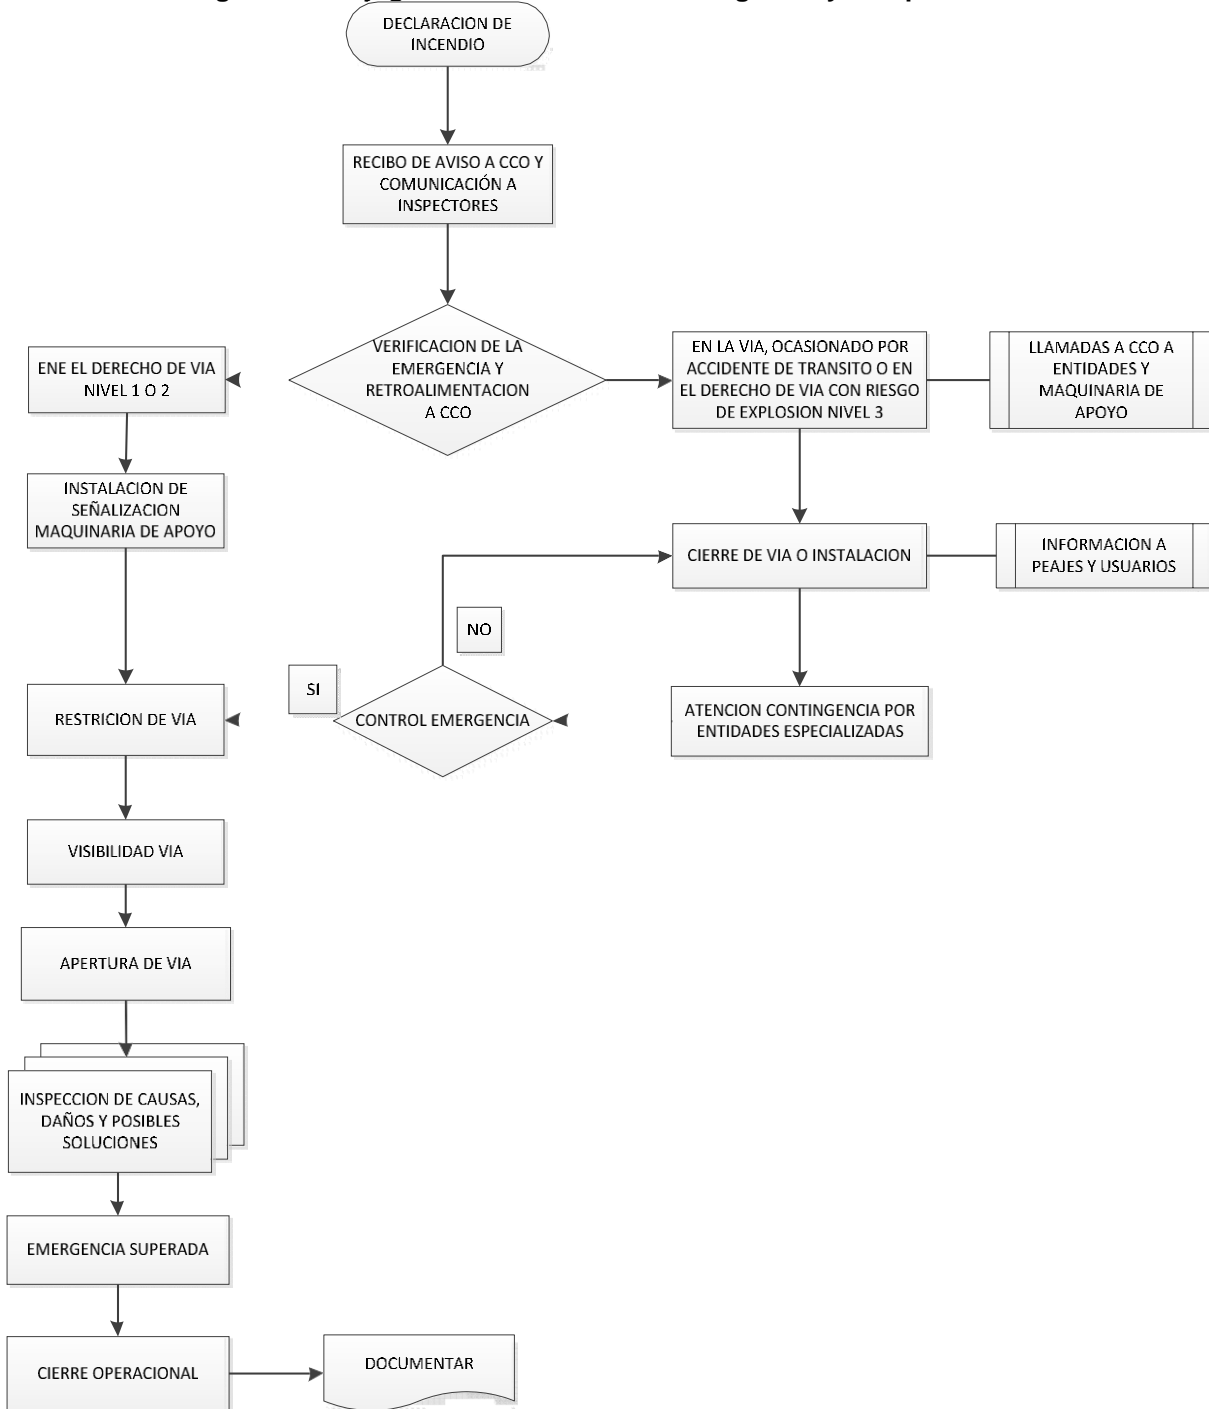 DECLARACION DE
INCENDIO
RECIBO DE AVISO A CCO Y
COMUNICACIÓN A
INSPECTORES
ENE EL DERECHO DE VIA
NIVEL 1 O 2
VERIFICACION DE LA
EMERGENCIA Y
RETROALIMENTACION
A CCO
EN LA VIA, OCASIONADO POR
ACCIDENTE DE TRANSITO O EN
EL DERECHO DE VIA CON RIESGO
DE EXPLOSION NIVEL 3
LLAMADAS A CCO A
ENTIDADES Y
MAQUINARIA DE
APOYO
INSTALACION DE
SEÑALIZACION
MAQUINARIA DE APOYO
CIERRE DE VIA O INSTALACION
INFORMACION A
PEAJES Y USUARIOS
NO
SI
RESTRICION DE VIA
CONTROL EMERGENCIA
ATENCION CONTINGENCIA POR
ENTIDADES ESPECIALIZADAS
VISIBILIDAD VIA
APERTURA DE VIA
INSPECCION DE CAUSAS,
DAÑOS Y POSIBLES
SOLUCIONES
EMERGENCIA SUPERADA
CIERRE OPERACIONAL
DOCUMENTAR